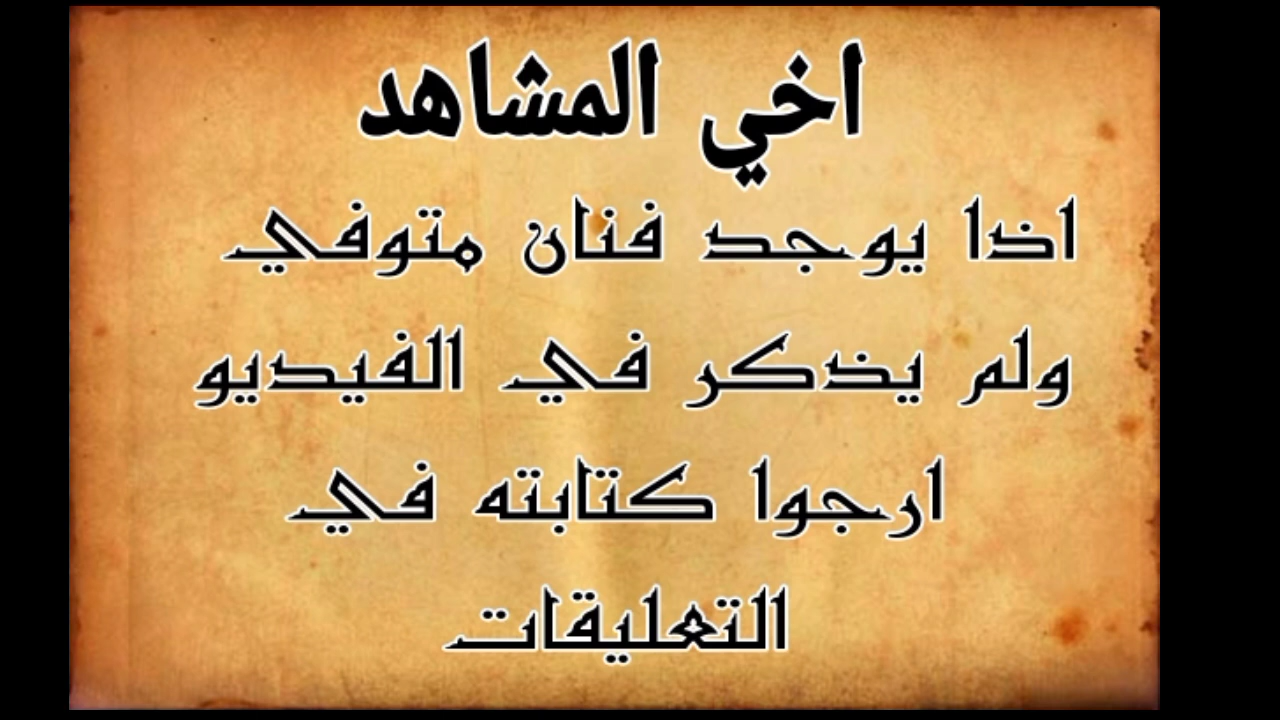 اخي المشاهد
اذا يوجد فنان متوفي
ولم يذكر في الفيديو
ارجوا كتابته في
التعليقات